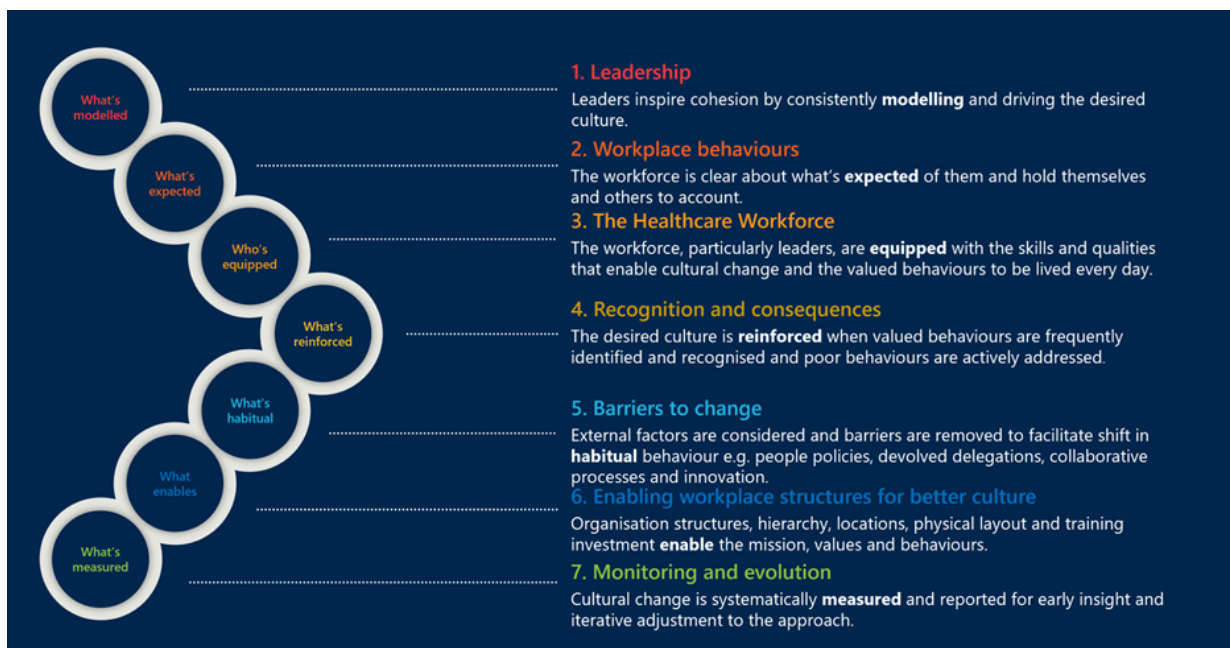 What's
modelled
1. Leadership
Leaders inspire cohesion by consistently modelling and driving the desired
culture.
What's
expected
2. Workplace behaviours
The workforce is clear about what's expected of them and hold themselves
and others to account.
Who's
equipped
3. The Healthcare Workforce
The workforce, particularly leaders, are equipped with the skills and qualities
that enable cultural change and the valued behaviours to be lived every day.
What's
reinforced
4. Recognition and consequences
The desired culture is reinforced when valued behaviours are frequently
identified and recognised and poor behaviours are actively addressed.
What's
habitual
5. Barriers to change
External factors are considered and barriers are removed to facilitate shift in
habitual behaviour e.g. people policies, devolved delegations, collaborative
processes and innovation.
What
enables
6. Enabling workplace structures for better culture
Organisation structures, hierarchy, locations, physical layout and training
investment enable the mission, values and behaviours.
What's
measured
7. Monitoring and evolution
Cultural change is systematically measured and reported for early insight and
iterative adjustment to the approach.